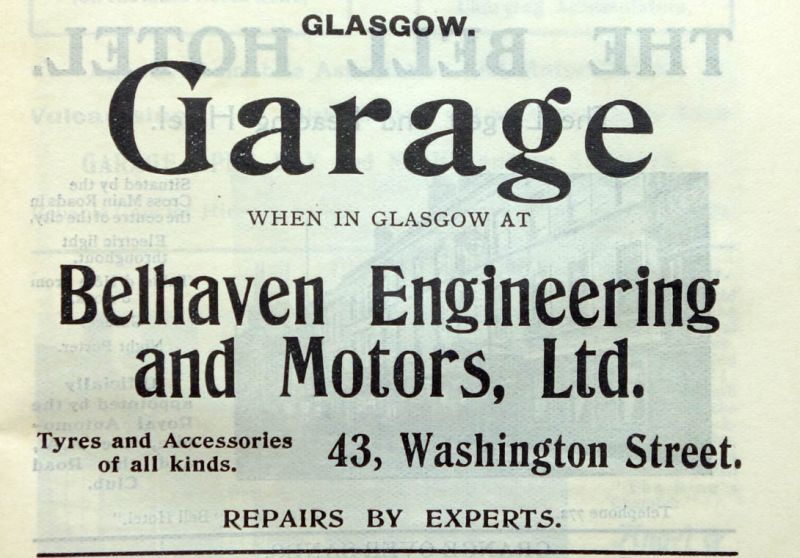 GLASGOW.
Garage
WHEN IN GLASGOW AT
Belhaven Engineering
and Motors, Ltd.
Tyres and Accessories
of all kinds.
43, Washington Street.
REPAIRS BY EXPERTS.